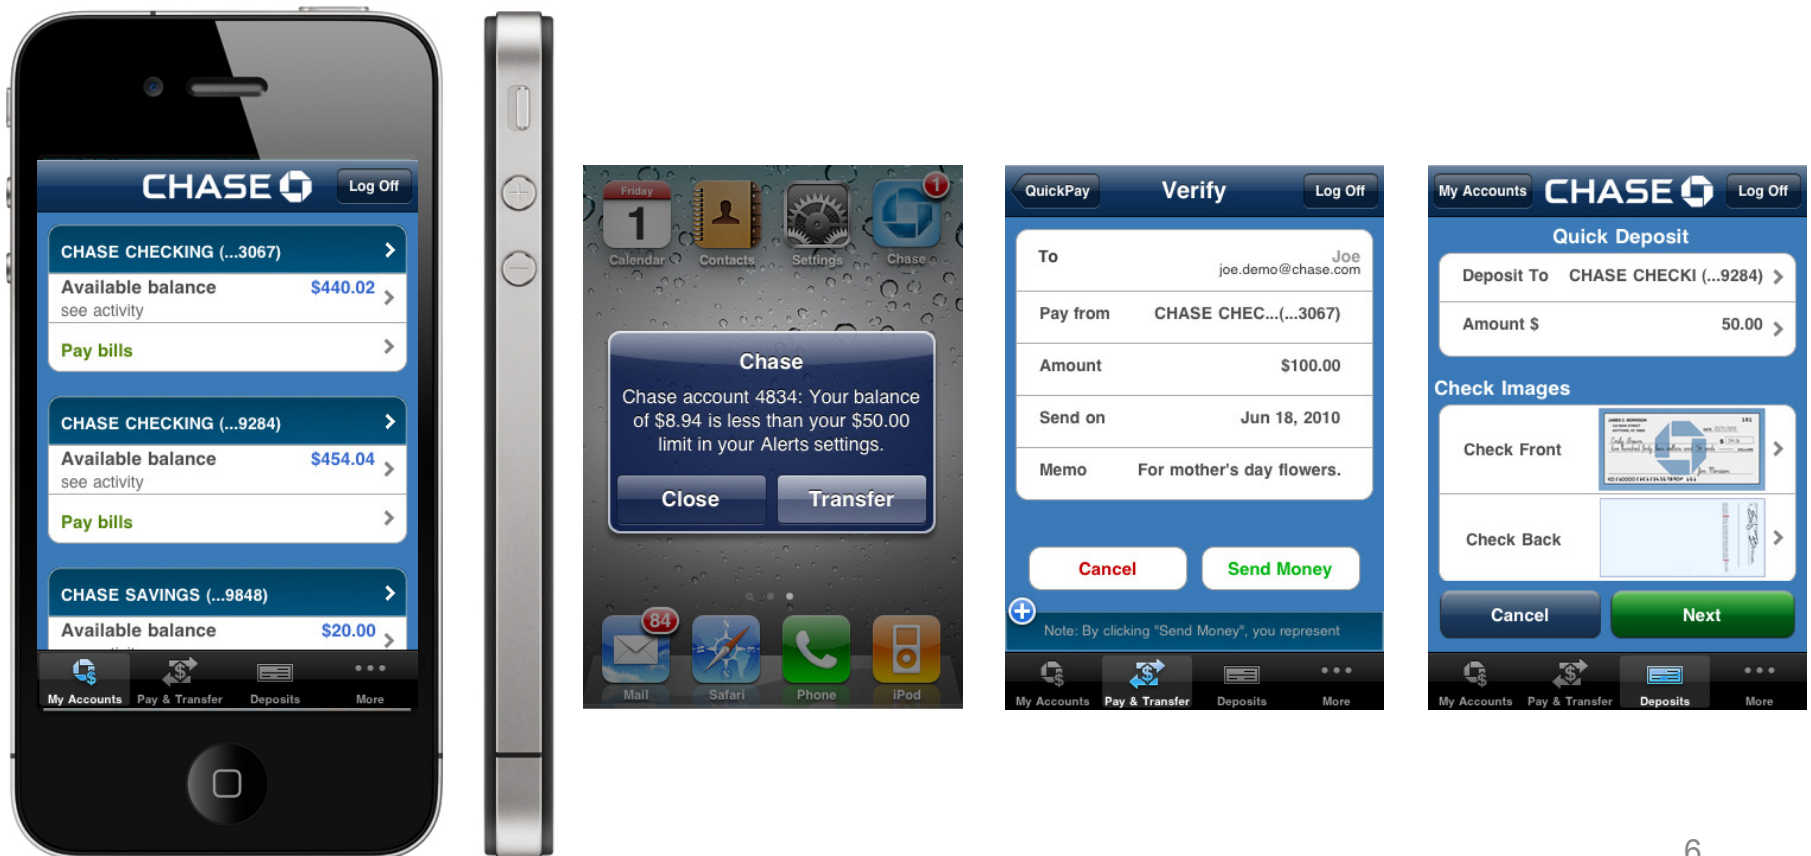 CHASE
Log Off
CHASE CHECKING (...3067)
Available balance $440.02
see activity
Pay bills
CHASE CHECKING (...9284)
Available balance $454.04
see activity
Pay bills
CHASE SAVINGS (...9848)
Available balance $20.00
My Accounts Pay & Transfer Deposits More
Friday
1
1
Calendar Contacts Settings Chase
Chase
Chase account 4834: Your balance
of $8.94 is less than your $50.00
limit in your Alerts settings.
Close Transfer
84
Mail Safari Phone iPod
QuickPay Verify Log Off
To Joe
joe.demo@chase.com
Pay from CHASE CHEC...(...3067)
Amount $100.00
Send on Jun 18, 2010
Memo For mother's day flowers.
Cancel Send Money
Note: By clicking "Send Money", you represent
My Accounts Pay & Transfer Deposits More
My Accounts CHASE Log Off
Quick Deposit
Deposit To CHASE CHECKI (...9284)
Amount $ 50.00
Check Images
Check Front
Check Back
Cancel Next
My Accounts Pay & Transfer Deposits More
6